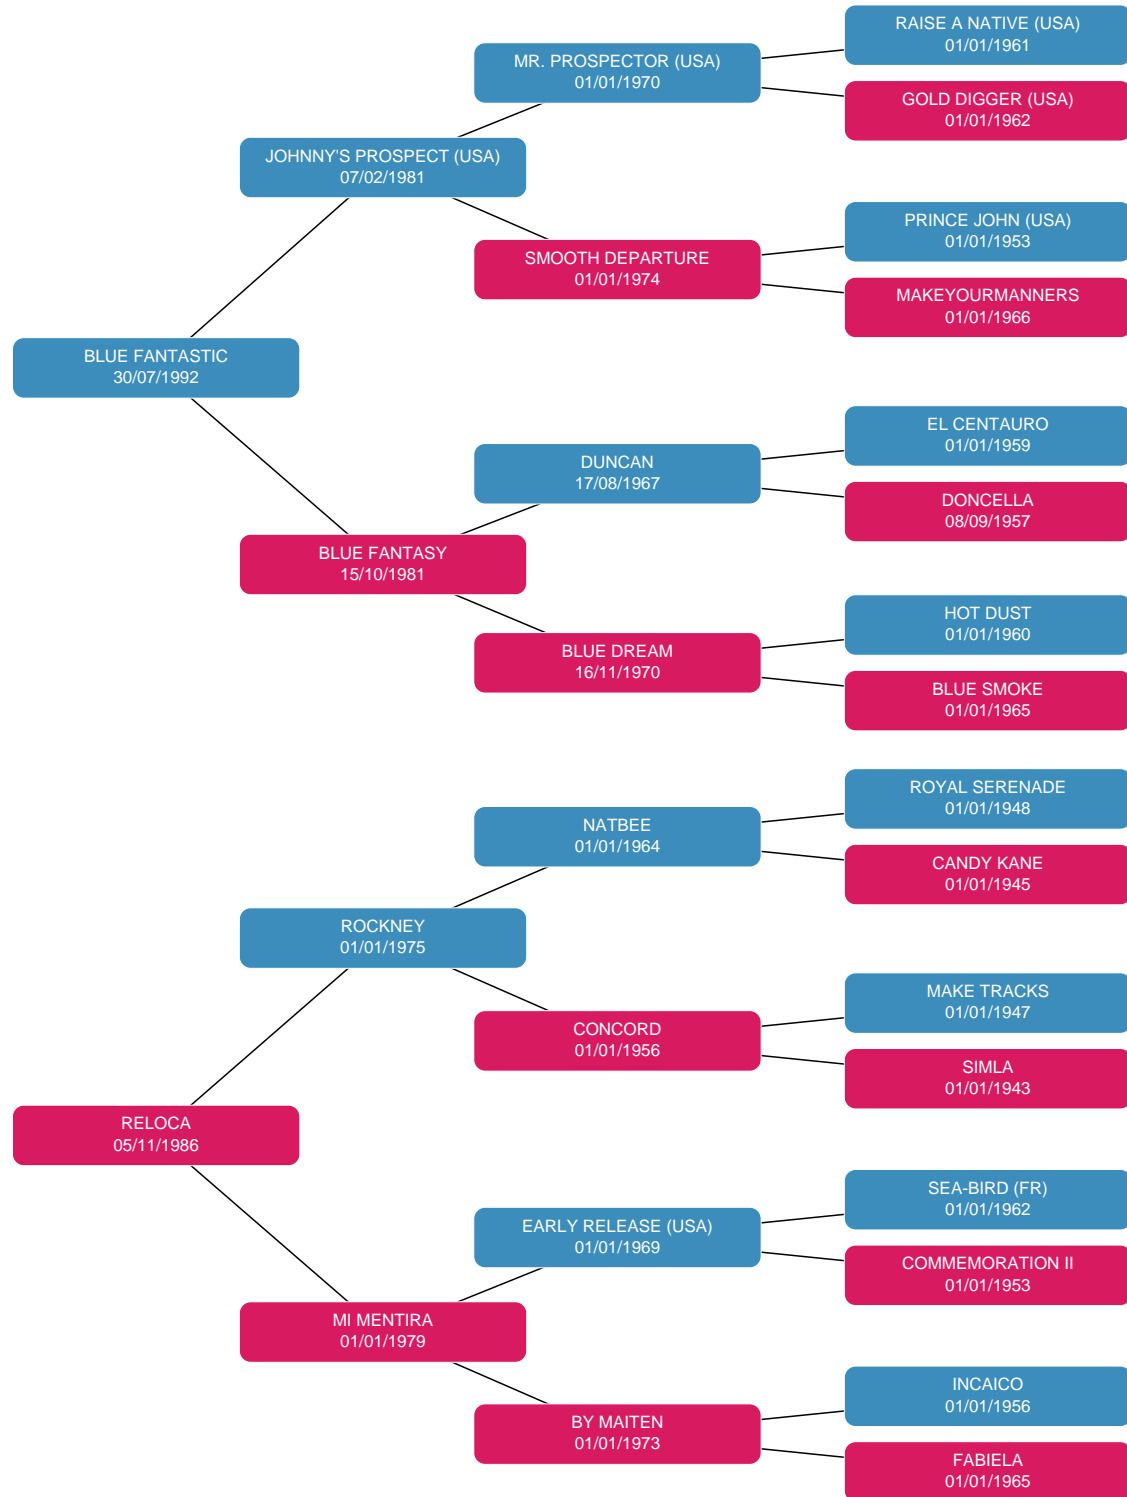 RAISE A NATIVE (USA)
01/01/1961
MR. PROSPECTOR (USA)
01/01/1970
GOLD DIGGER (USA)
01/01/1962
JOHNNY'S PROSPECT (USA)
07/02/1981
PRINCE JOHN (USA)
01/01/1953
SMOOTH DEPARTURE
01/01/1974
MAKEYOURMANNERS
01/01/1966
BLUE FANTASTIC
30/07/1992
EL CENTAURO
01/01/1959
DUNCAN
17/08/1967
DONCELLA
08/09/1957
BLUE FANTASY
15/10/1981
HOT DUST
01/01/1960
BLUE DREAM
16/11/1970
BLUE SMOKE
01/01/1965
ROYAL SERENADE
01/01/1948
NATBEE
01/01/1964
CANDY KANE
01/01/1945
ROCKNEY
01/01/1975
MAKE TRACKS
01/01/1947
CONCORD
01/01/1956
SIMLA
01/01/1943
RELOCA
05/11/1986
SEA-BIRD (FR)
01/01/1962
EARLY RELEASE (USA)
01/01/1969
COMMEMORATION II
01/01/1953
MI MENTIRA
01/01/1979
INCAICO
01/01/1956
BY MAITEN
01/01/1973
FABIELA
01/01/1965